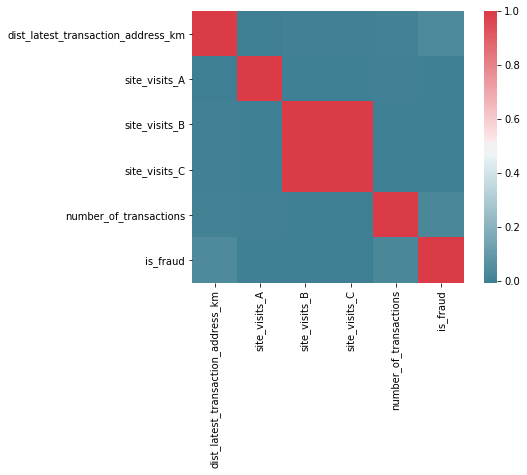 dist_latest_transaction_address_km
site_visits_A
site_visits_B
site_visits_C
number_of_transactions
is_fraud
dist_latest_transaction_address_km
site_visits_A
site_visits_B
site_visits_C
number_of_transactions
is_fraud
1.0
0.8
0.6
0.4
0.2
0.0